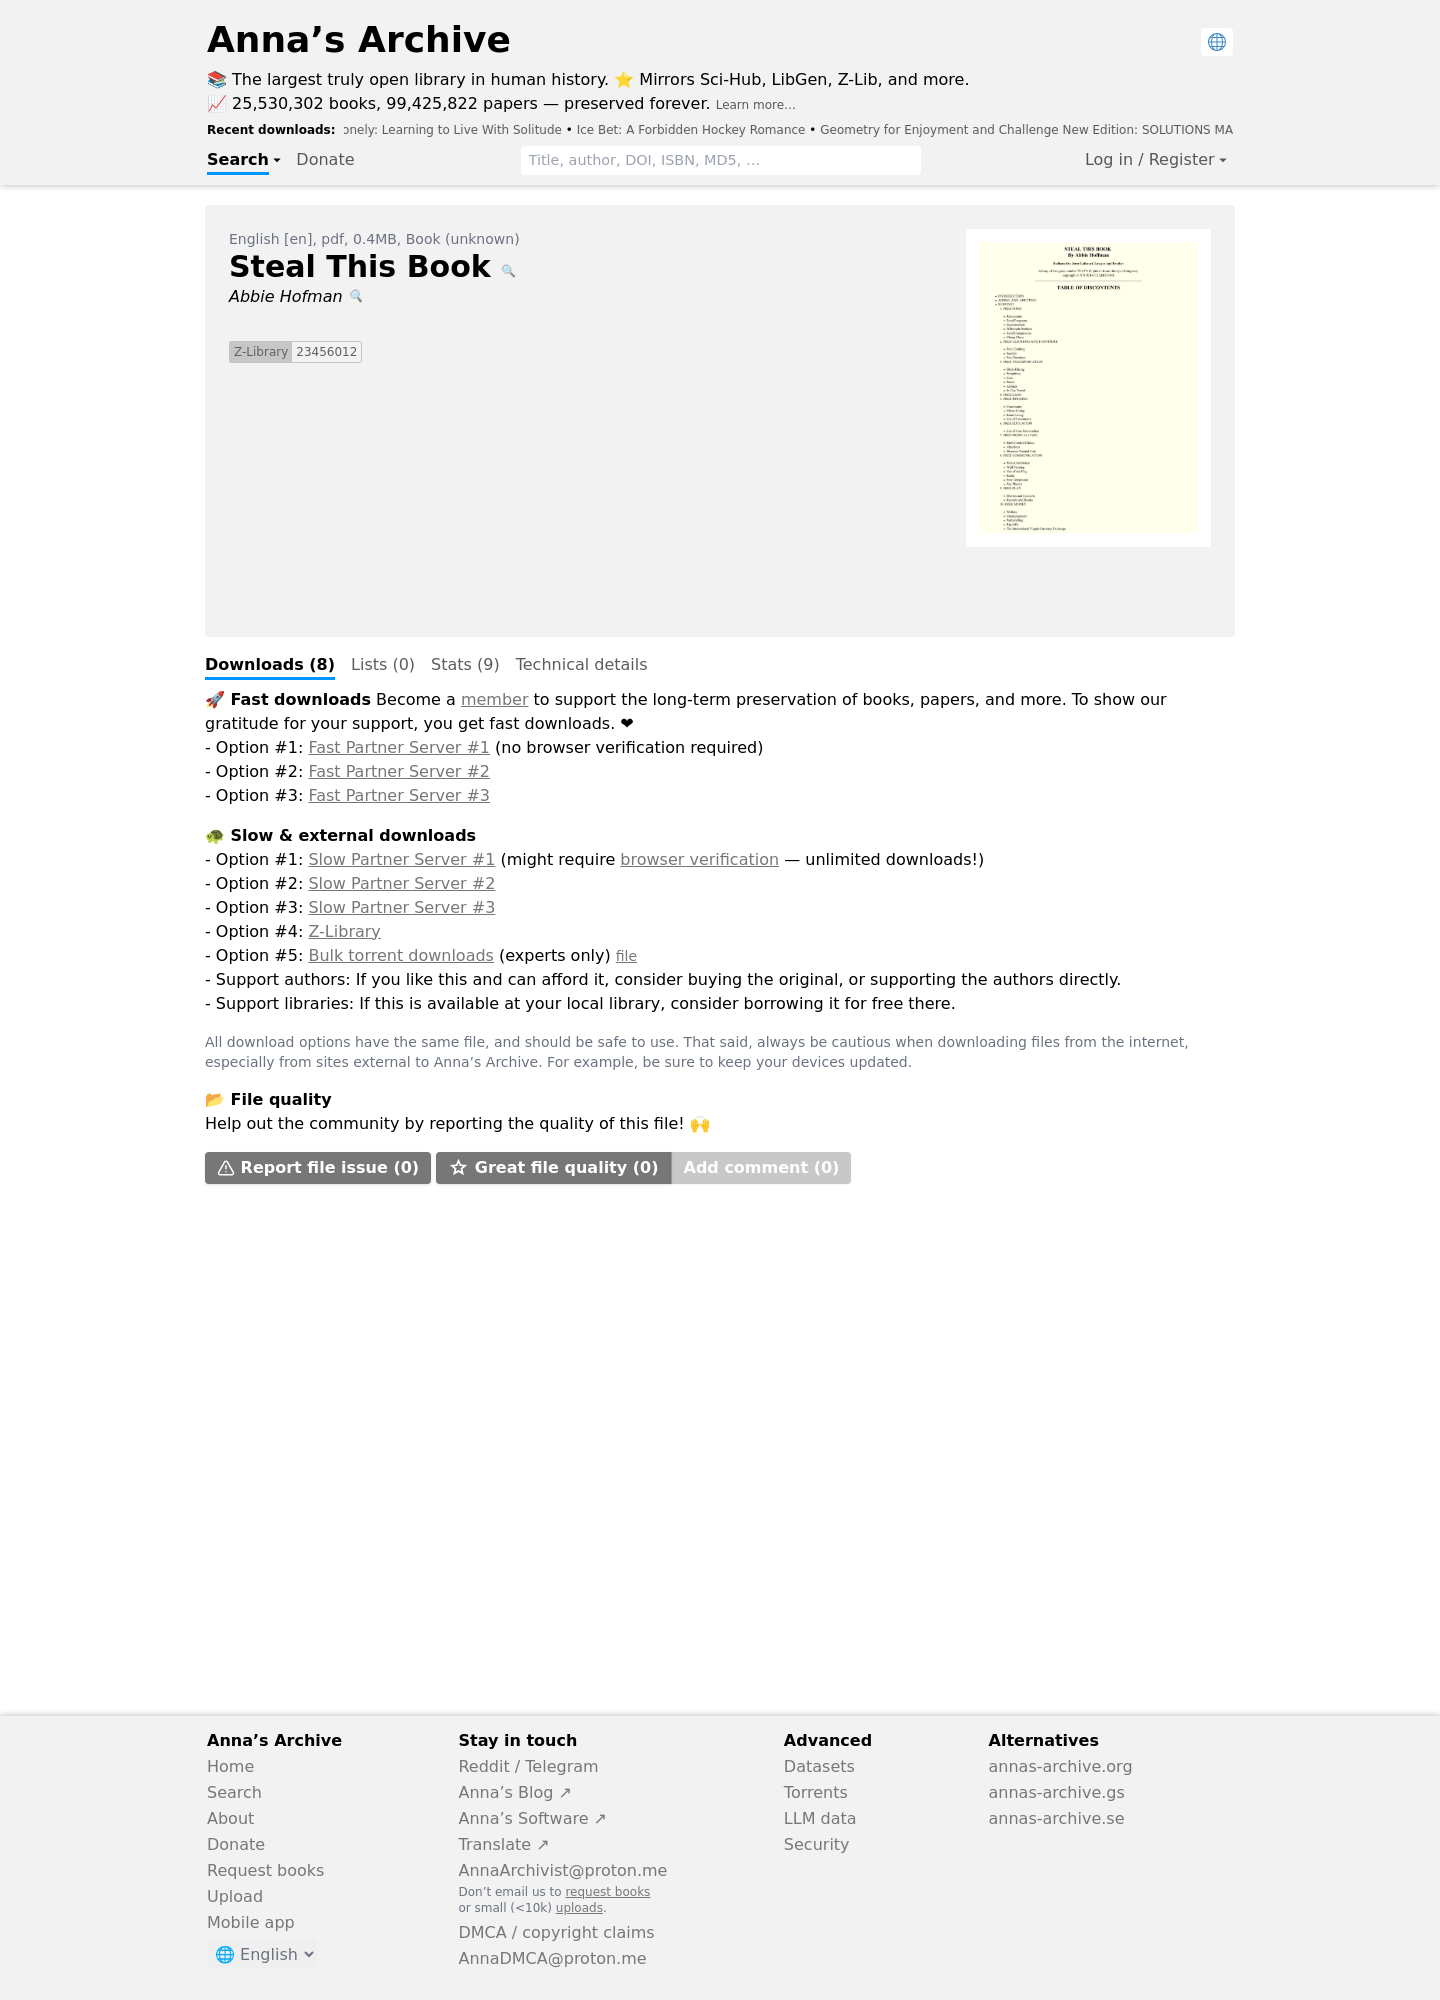 Anna’s Archive
📚 The largest truly open library in human history. ⭐ Mirrors Sci-Hub, LibGen, Z-Lib, and more.
📈 25,530,302 books, 99,425,822 papers — preserved forever. Learn more…
Recent downloads: onely: Learning to Live With Solitude • Ice Bet: A Forbidden Hockey Romance • Geometry for Enjoyment and Challenge New Edition: SOLUTIONS MA
Search Donate Title, author, DOI, ISBN, MD5, … Log in / Register
English [en], pdf, 0.4MB, Book (unknown)
Steal This Book 🔍
Abbie Hofman 🔍
Z-Library 23456012
STEAL THIS BOOK
By Abbie Hoffman
TABLE OF DISCONTENTS
Downloads (8) Lists (0) Stats (9) Technical details
🚀 Fast downloads Become a member to support the long-term preservation of books, papers, and more. To show our
gratitude for your support, you get fast downloads. ❤
- Option #1: Fast Partner Server #1 (no browser verification required)
- Option #2: Fast Partner Server #2
- Option #3: Fast Partner Server #3
🐢 Slow & external downloads
- Option #1: Slow Partner Server #1 (might require browser verification — unlimited downloads!)
- Option #2: Slow Partner Server #2
- Option #3: Slow Partner Server #3
- Option #4: Z-Library
- Option #5: Bulk torrent downloads (experts only) file
- Support authors: If you like this and can afford it, consider buying the original, or supporting the authors directly.
- Support libraries: If this is available at your local library, consider borrowing it for free there.
All download options have the same file, and should be safe to use. That said, always be cautious when downloading files from the internet,
especially from sites external to Anna’s Archive. For example, be sure to keep your devices updated.
📂 File quality
Help out the community by reporting the quality of this file! 🙌
Report file issue (0) Great file quality (0) Add comment (0)
Anna’s Archive
Home
Search
About
Donate
Request books
Upload
Mobile app
🌐 English
Stay in touch
Reddit / Telegram
Anna’s Blog ↗
Anna’s Software ↗
Translate ↗
AnnaArchivist@proton.me
Don’t email us to request books
or small (<10k) uploads.
DMCA / copyright claims
AnnaDMCA@proton.me
Advanced
Datasets
Torrents
LLM data
Security
Alternatives
annas-archive.org
annas-archive.gs
annas-archive.se